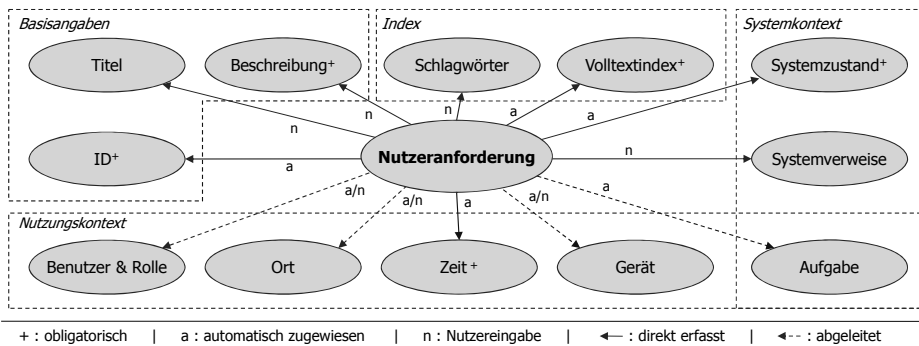 Basisangaben
Index
Systemkontext
Titel
Beschreibung+
Schlagwörter
Volltextindex+
Systemzustand+
n
n
n
a
a
ID+
a
Nutzeranforderung
n
Systemverweise
a/n
a/n
a
a/n
a
Nutzungskontext
Benutzer & Rolle
Ort
Zeit +
Gerät
Aufgabe
+ : obligatorisch | a : automatisch zugewiesen | n : Nutzereingabe | : direkt erfasst | : abgeleitet